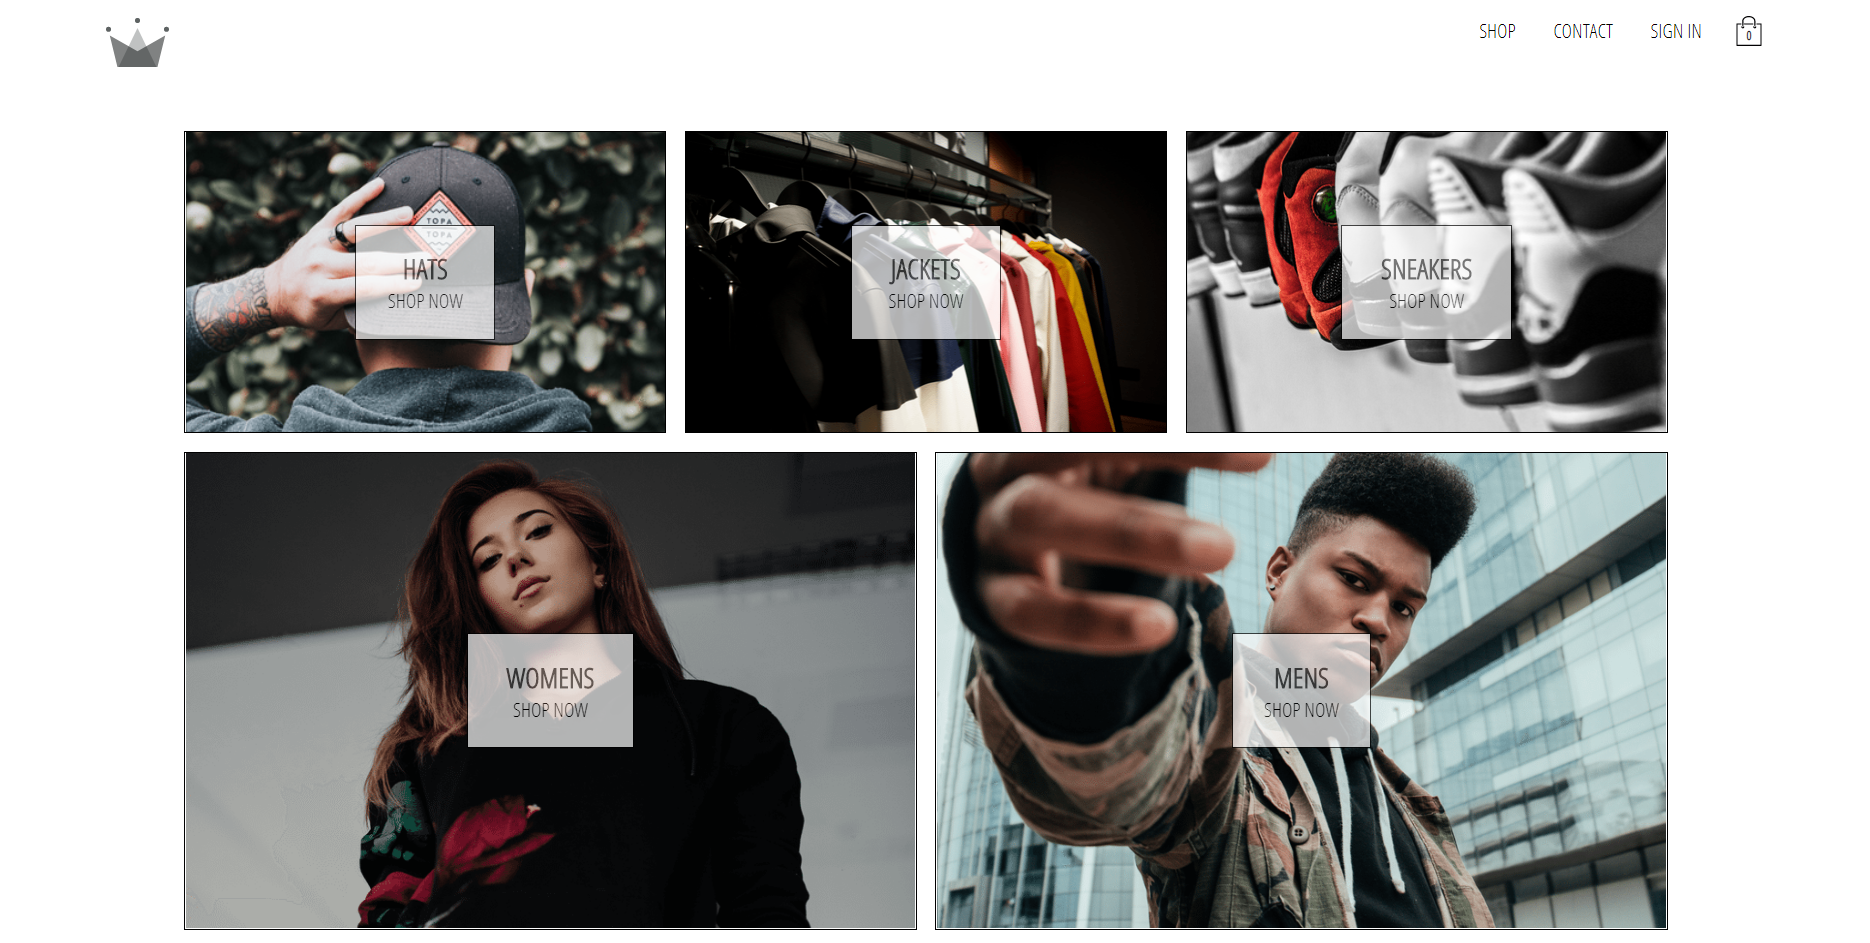 SHOP
CONTACT
SIGN IN
0
TOPA
TOPA
HATS
SHOP NOW
JACKETS
SHOP NOW
SNEAKERS
SHOP NOW
WOMENS
SHOP NOW
MENS
SHOP NOW